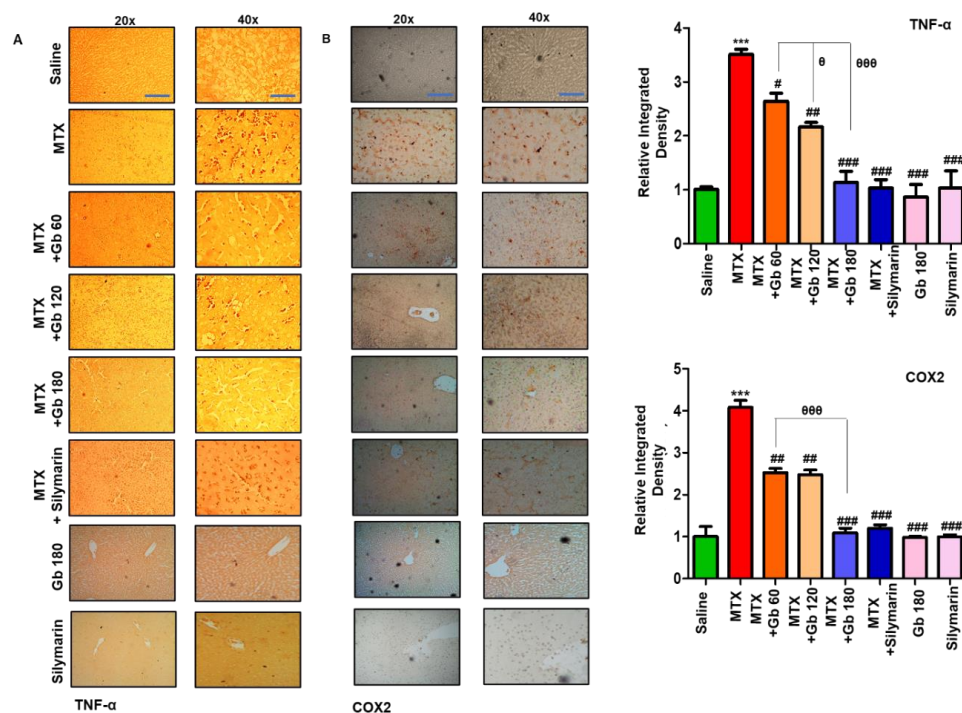 20x 40x 20x 40x
A B
Saline
MTX
MTX
+Gb 60
MTX
+Gb 120
MTX
+Gb 180
MTX
+ Silymarin
Gb 180
Silymarin
TNF-α COX2
TNF-α
Relative Integrated
Density
4
3
2
1
0
***
#
##
###
###
###
###
θ
θθθ
Saline
MTX
MTX
+Gb 60
MTX
+Gb 120
MTX
+Gb 180
MTX
+Silymarin
Gb 180
Silymarin
COX2
Relative Integrated
Density
5
4
3
2
1
0
***
##
##
###
###
###
###
θθθ
Saline
MTX
MTX
+Gb 60
MTX
+Gb 120
MTX
+Gb 180
MTX
+Silymarin
Gb 180
Silymarin